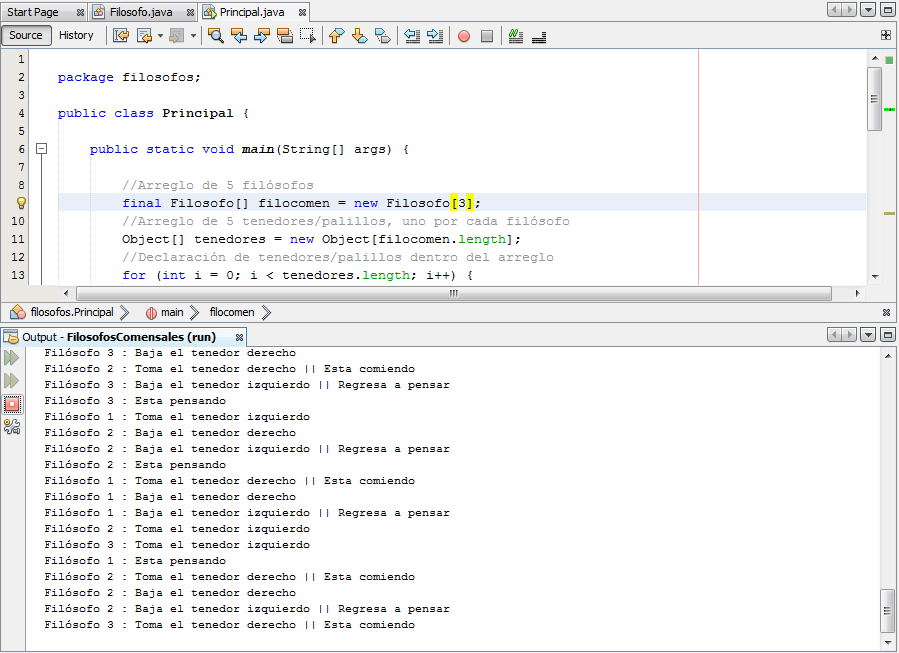 Start Page Filosofo.java Principal.java
Source History
1
2 package filosofos;
3
4 public class Principal {
5
6 public static void main(String[] args) {
7
8 //Arreglo de 5 filósofos
final Filosofo[] filocomen = new Filosofo[3];
10 //Arreglo de 5 tenedores/palillos, uno por cada filósofo
11 Object[] tenedores = new Object[filocomen.length];
12 //Declaración de tenedores/palillos dentro del arreglo
13 for (int i = 0; i < tenedores.length; i++) {
filosofos.Principal main filocomen
Output - FilosofosComensales (run)
Filósofo 3 : Baja el tenedor derecho
Filósofo 2 : Toma el tenedor derecho || Esta comiendo
Filósofo 3 : Baja el tenedor izquierdo || Regresa a pensar
Filósofo 3 : Esta pensando
Filósofo 1 : Toma el tenedor izquierdo
Filósofo 2 : Baja el tenedor derecho
Filósofo 2 : Baja el tenedor izquierdo || Regresa a pensar
Filósofo 2 : Esta pensando
Filósofo 1 : Toma el tenedor derecho || Esta comiendo
Filósofo 1 : Baja el tenedor derecho
Filósofo 1 : Baja el tenedor izquierdo || Regresa a pensar
Filósofo 2 : Toma el tenedor izquierdo
Filósofo 3 : Toma el tenedor izquierdo
Filósofo 1 : Esta pensando
Filósofo 2 : Toma el tenedor derecho || Esta comiendo
Filósofo 2 : Baja el tenedor derecho
Filósofo 2 : Baja el tenedor izquierdo || Regresa a pensar
Filósofo 3 : Toma el tenedor derecho || Esta comiendo